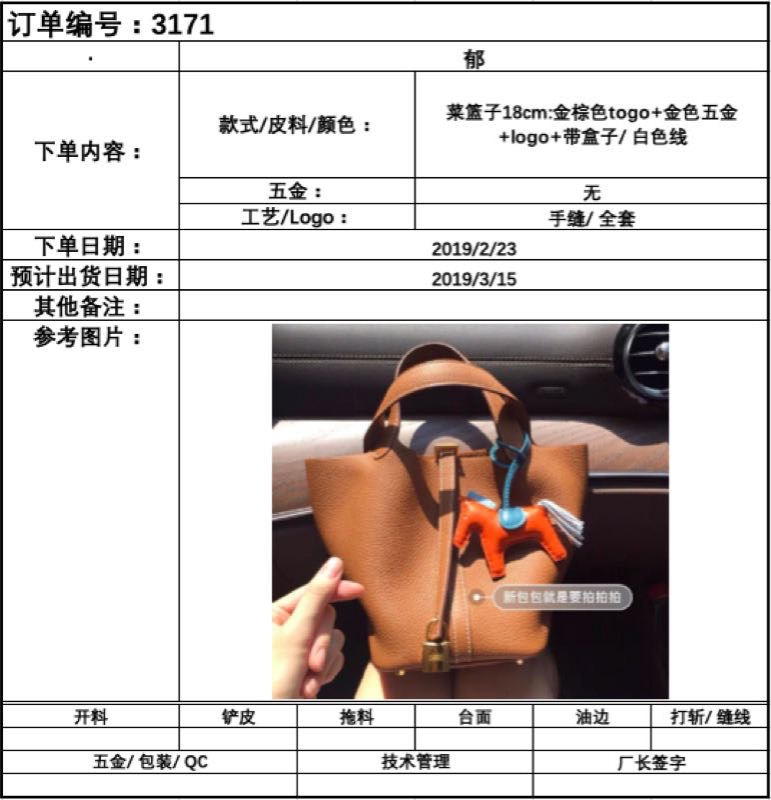 订单编号：3171
· 郁
下单内容：
款式/皮料/颜色：
菜篮子18cm:金棕色togo+金色五金
+logo+带盒子/ 白色线
五金： 无
工艺/Logo： 手缝/ 全套
下单日期： 2019/2/23
预计出货日期： 2019/3/15
其他备注：
参考图片：
新包包就是要拍拍拍
开料 铲皮 拖料 台面 油边 打斩/ 缝线
五金/ 包装/ QC 技术管理 厂长签字